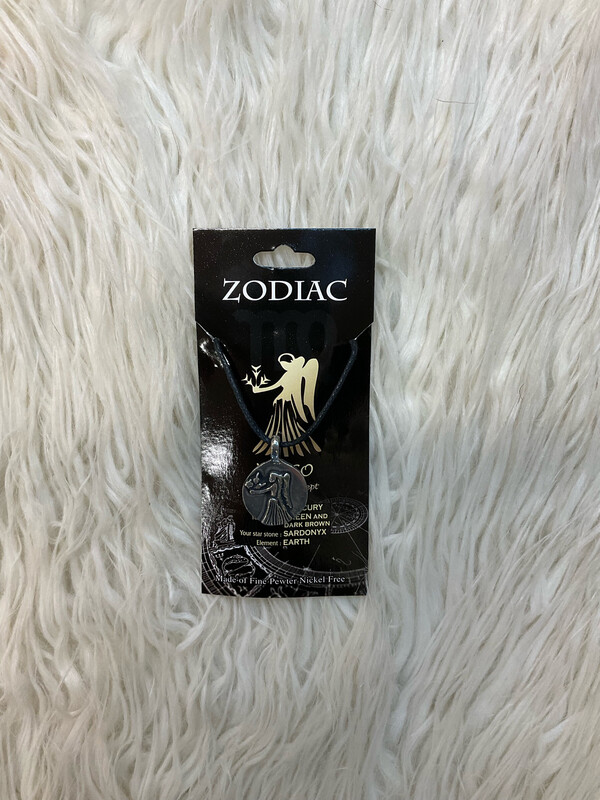 ZODIAC
CURY
EEN AND
DARK BROWN
Your star stone : SARDONYX
Element : EARTH
Made of Fine Pewter Nickel Free